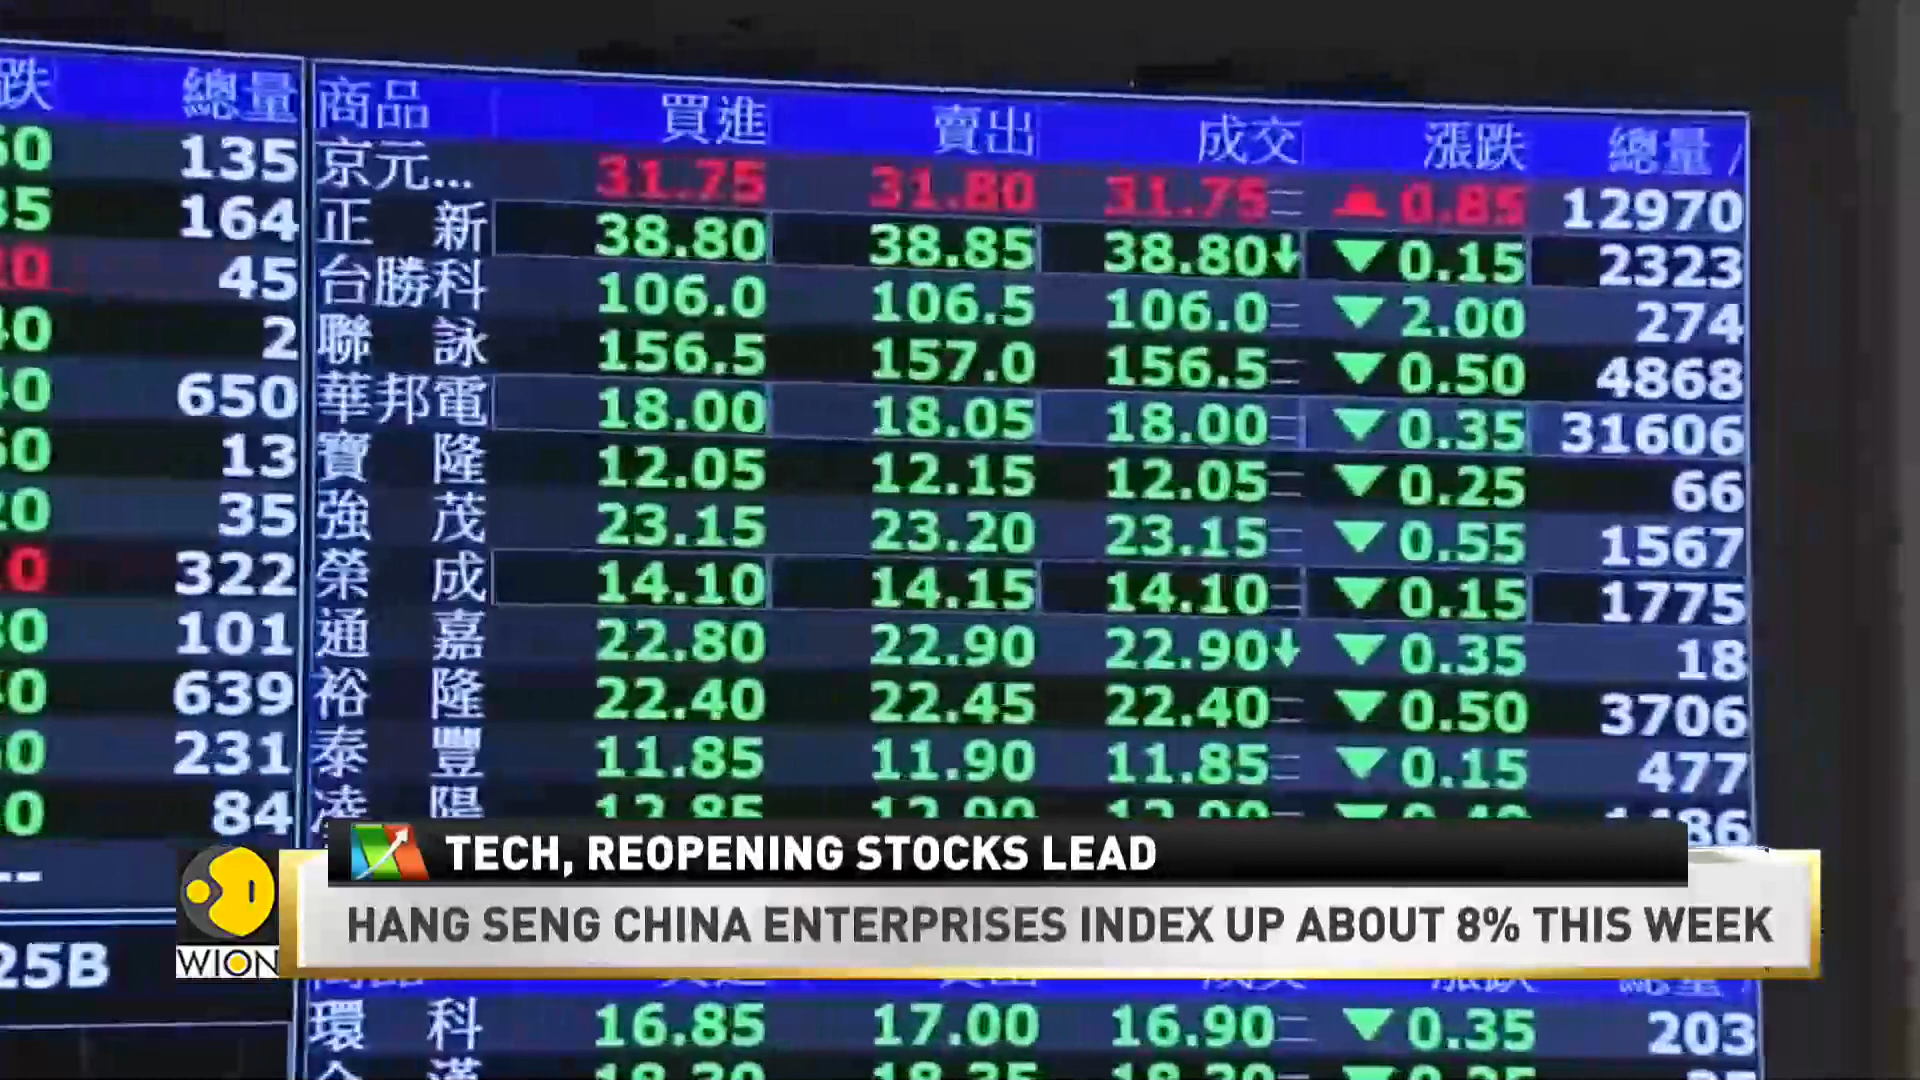 跌 總量 商品 買進 賣出 成交 漲跌 總量
135 京元... 31.75 31.80 31.75 0.85 12970
164 正新 38.80 38.85 38.80 0.15 2323
45 台勝科 106.0 106.5 106.0 2.00 274
2 聯詠 156.5 157.0 156.5 0.50 4868
650 華邦電 18.00 18.05 18.00 0.35 31606
13 寶隆 12.05 12.15 12.05 0.25 66
35 強茂 23.15 23.20 23.15 0.55 1567
322 榮成 14.10 14.15 14.10 0.15 1775
101 通嘉 22.80 22.90 22.90 0.35 18
639 裕隆 22.40 22.45 22.40 0.50 3706
231 泰豐 11.85 11.90 11.85 0.15 477
84 凌陽 12.85 12.90 12.90
TECH, REOPENING STOCKS LEAD
HANG SENG CHINA ENTERPRISES INDEX UP ABOUT 8% THIS WEEK
WION
25B
環科 16.85 17.00 16.90 0.35 203